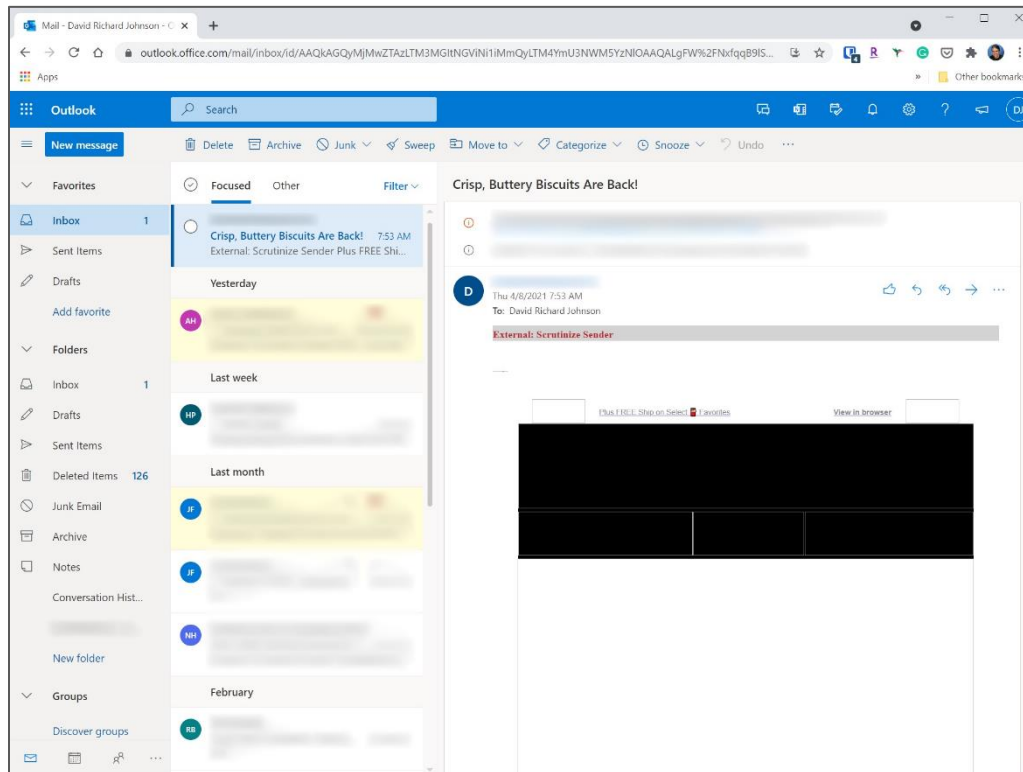 Mail - David Richard Johnson - O
outlook.office.com/mail/inbox/id/
Apps
Other bookmarks
Outlook
Search
DJ
New message
Delete
Archive
Junk
Sweep
Move to
Categorize
Snooze
Undo
Favorites
Inbox 1
Sent Items
Drafts
Add favorite
Folders
Inbox 1
Drafts
Sent Items
Deleted Items 126
Junk Email
Archive
Notes
Conversation Hist...
New folder
Groups
Discover groups
Focused Other Filter
Crisp, Buttery Biscuits Are Back! 7:53 AM
External: Scrutinize Sender Plus FREE Shi...
Yesterday
AH
Last week
HP
Last month
JF
JF
NH
February
RB
Crisp, Buttery Biscuits Are Back!
D
Thu 4/8/2021 7:53 AM
To: David Richard Johnson
External: Scrutinize Sender
Plus FREE Ship on Select Favorites
View in browser